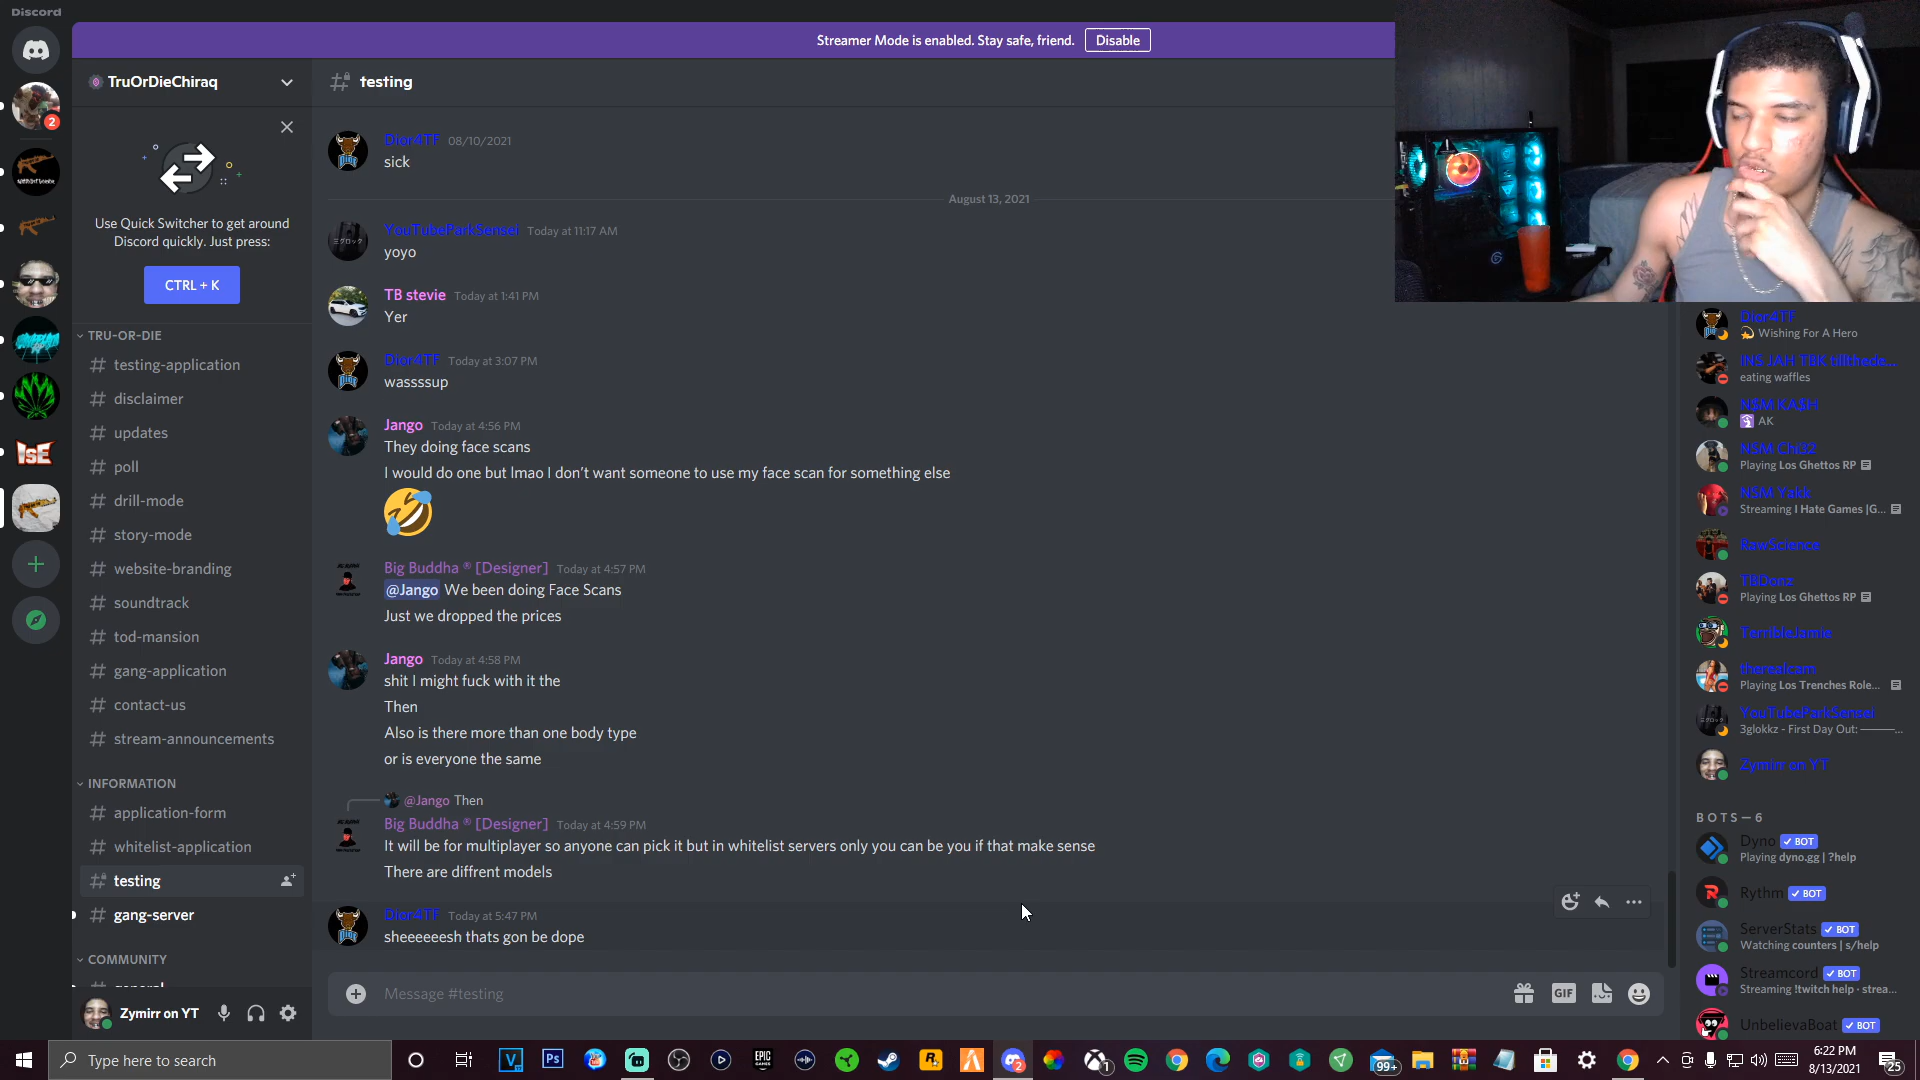 Discord
Streamer Mode is enabled. Stay safe, friend.
Disable
TruOrDieChiraq
testing
Use Quick Switcher to get around
Discord quickly. Just press:
CTRL + K
TRU-OR-DIE
testing-application
disclaimer
updates
poll
drill-mode
story-mode
website-branding
soundtrack
tod-mansion
gang-application
contact-us
stream-announcements
INFORMATION
application-form
whitelist-application
testing
gang-server
COMMUNITY
general
Zymirr on YT
2
Dior4TF 08/10/2021
sick
August 13, 2021
YouTubeParkSensei Today at 11:17 AM
yoyo
TB stevie Today at 1:41 PM
Yer
Dior4TF Today at 3:07 PM
wassssup
Jango Today at 4:56 PM
They doing face scans
I would do one but lmao I don't want someone to use my face scan for something else
Big Buddha ® [Designer] Today at 4:57 PM
@Jango We been doing Face Scans
Just we dropped the prices
Jango Today at 4:58 PM
shit I might fuck with it the
Then
Also is there more than one body type
or is everyone the same
@Jango Then
Big Buddha ® [Designer] Today at 4:59 PM
It will be for multiplayer so anyone can pick it but in whitelist servers only you can be you if that make sense
There are diffrent models
Dior4TF Today at 5:47 PM
sheeeeeesh thats gon be dope
Message #testing
GIF
Dior4TF
Wishing For A Hero
INS JAH TBK tillthede...
eating waffles
NSM KA$H
AK
NSM Chi32
Playing Los Ghettos RP
NSM Yakk
Streaming I Hate Games |G...
RawScience
TBDonz
Playing Los Ghettos RP
TerribleJamie
therealcam
Playing Los Trenches Role...
YouTubeParkSensei
3glokkz - First Day Out: ———...
Zymirr on YT
BOTS—6
Dyno BOT
Playing dyno.gg | ?help
Rythm BOT
ServerStats BOT
Watching counters | s/help
Streamcord BOT
Streaming !twitch help · strea...
UnbelievaBoat BOT
Type here to search
6:22 PM
8/13/2021
25
99+